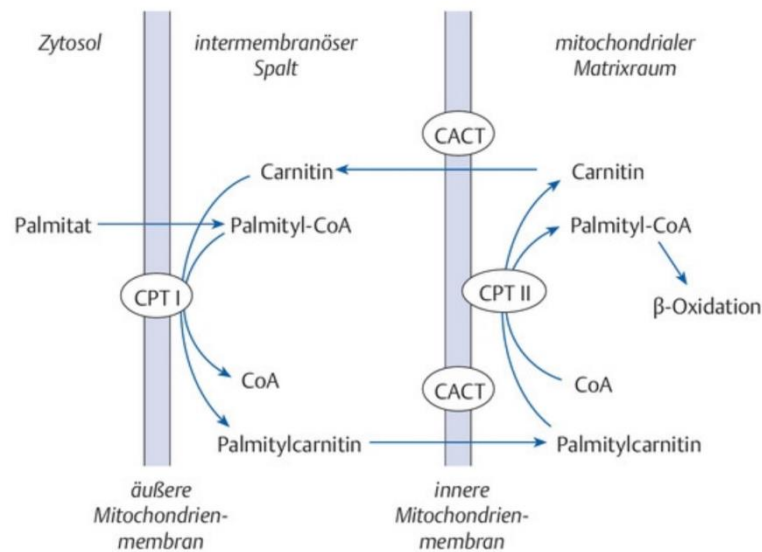 Zytosol
intermembranöser
Spalt
mitochondrialer
Matrixraum
CACT
Carnitin
Carnitin
Palmitat
Palmityl-CoA
Palmityl-CoA
CPT I
CPT II
β-Oxidation
CoA
CACT
CoA
Palmitylcarnitin
Palmitylcarnitin
äußere
Mitochondrien-
membran
innere
Mitochondrien-
membran